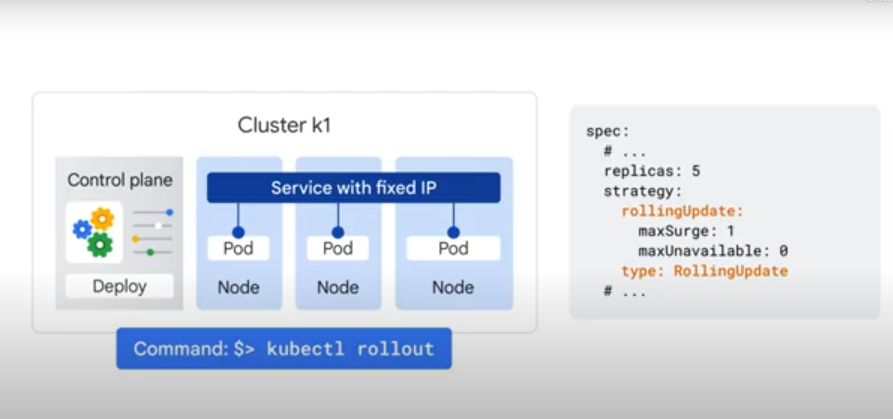 Cluster k1
Control plane
Deploy
Service with fixed IP
Pod Pod Pod
Node Node Node
Command: $> kubectl rollout
spec:
  # ...
  replicas: 5
  strategy:
    rollingUpdate:
      maxSurge: 1
      maxUnavailable: 0
    type: RollingUpdate
  # ...